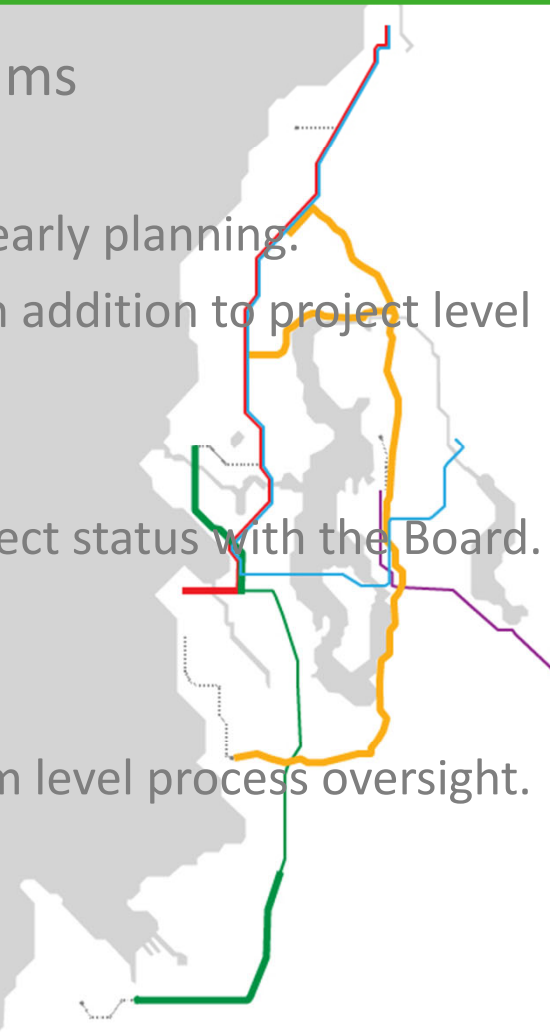 ms
early planning.
n addition to project level
ect status with the Board.
m level process oversight.